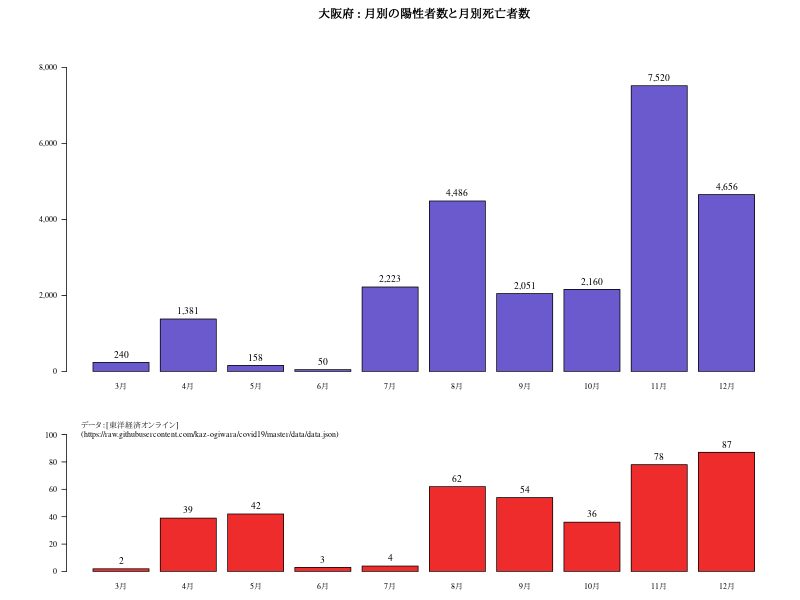 大阪府 : 月別の陽性者数と月別死亡者数
8,000
6,000
4,000
2,000
0
240
1,381
158
50
2,223
4,486
2,051
2,160
7,520
4,656
3月
4月
5月
6月
7月
8月
9月
10月
11月
12月
データ : [東洋経済オンライン]
(https://raw.githubusercontent.com/kaz-ogiwara/covid19/master/data/data.json)
100
80
60
40
20
0
2
39
42
3
4
62
54
36
78
87
3月
4月
5月
6月
7月
8月
9月
10月
11月
12月